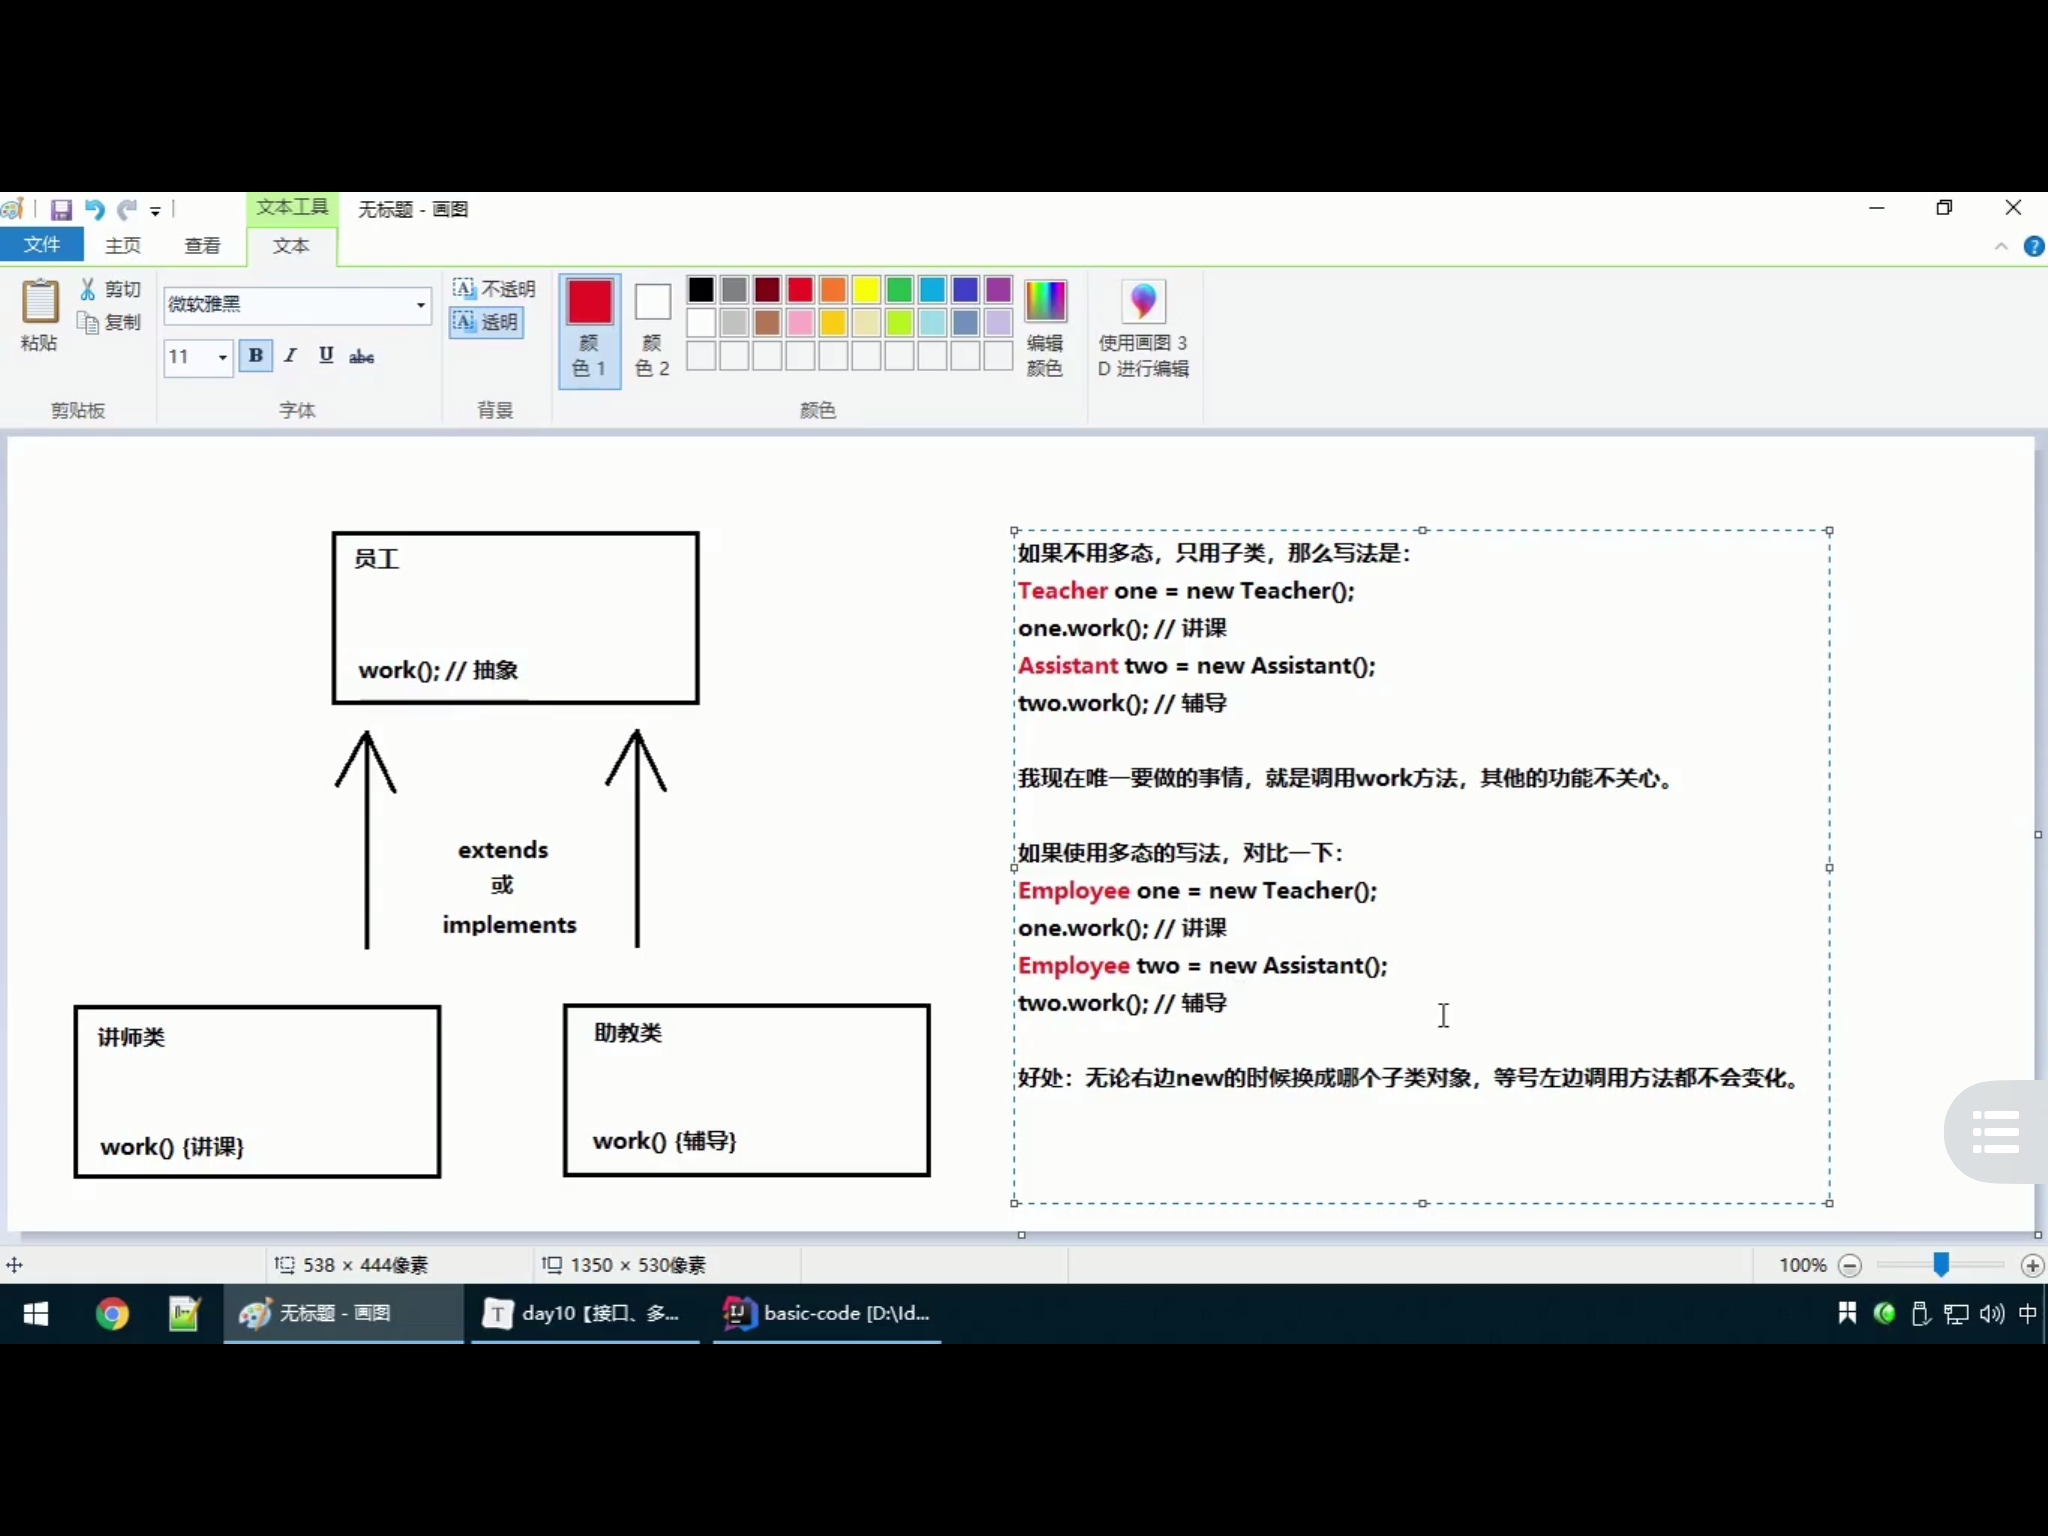 文本工具
无标题 - 画图
文件
主页
查看
文本
粘贴
剪切
复制
剪贴板
微软雅黑
11
B I U abc
字体
不透明
透明
背景
颜
色 1
颜
色 2
颜色
编辑
颜色
使用画图 3
D 进行编辑
员工
work(); // 抽象
extends
或
implements
讲师类
work() {讲课}
助教类
work() {辅导}
如果不用多态，只用子类，那么写法是：
Teacher one = new Teacher();
one.work(); // 讲课
Assistant two = new Assistant();
two.work(); // 辅导
我现在唯一要做的事情，就是调用work方法，其他的功能不关心。
如果使用多态的写法，对比一下：
Employee one = new Teacher();
one.work(); // 讲课
Employee two = new Assistant();
two.work(); // 辅导
好处：无论右边new的时候换成哪个子类对象，等号左边调用方法都不会变化。
538 × 444像素
1350 × 530像素
100%
无标题 - 画图
day10【接口、多...
basic-code [D:\Id...
中